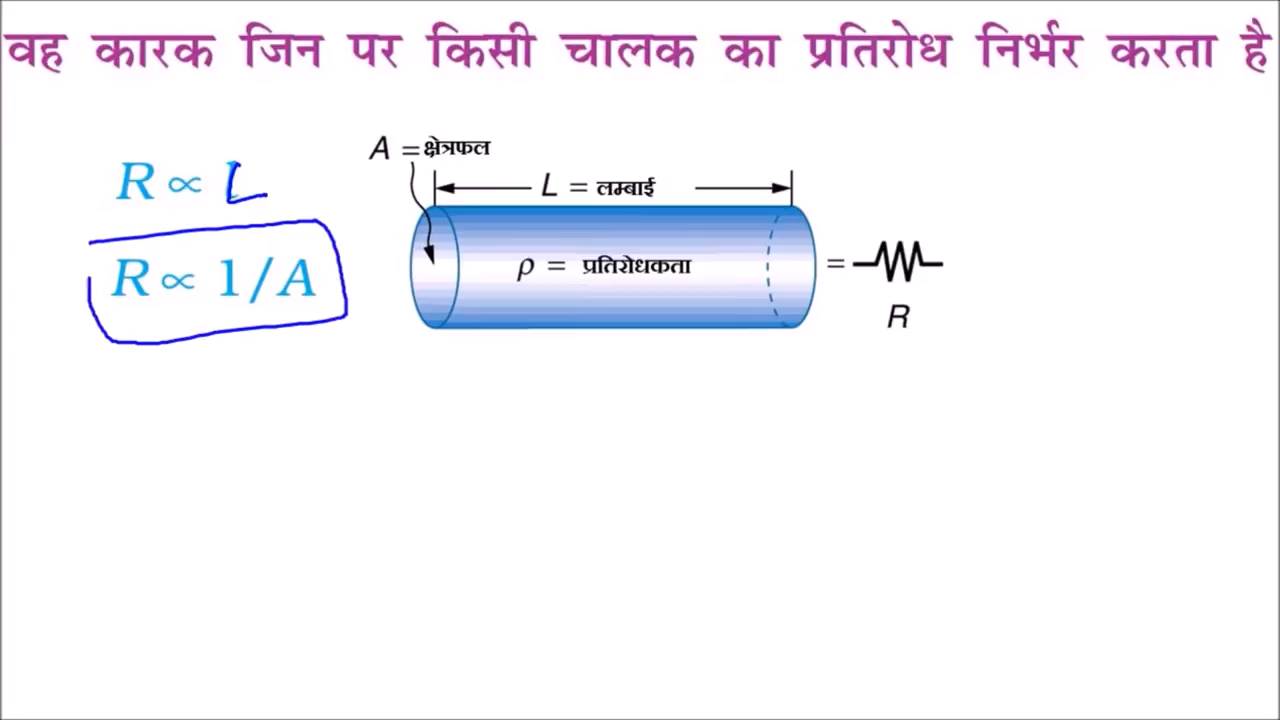 वह कारक जिन पर किसी चालक का प्रतिरोध निर्भर करता है
A = क्षेत्रफल
R ∝ L
L = लम्बाई
R ∝ 1/A
ρ = प्रतिरोधकता
=
R